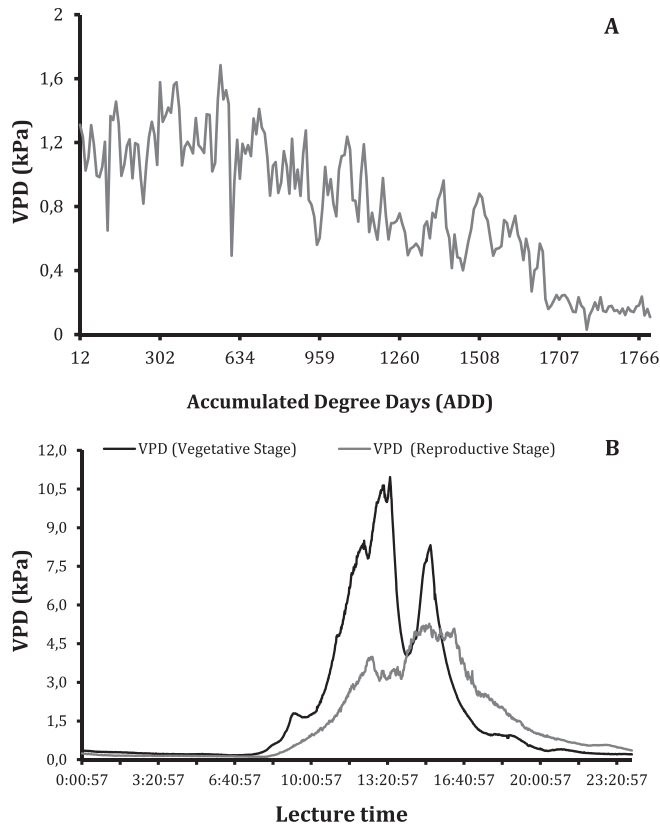 A
2
1,6
1,2
0,8
0,4
0
VPD (kPa)
12 302 634 959 1260 1508 1707 1766
Accumulated Degree Days (ADD)
VPD (Vegetative Stage) VPD (Reproductive Stage) B
12,0
10,5
9,0
7,5
6,0
4,5
3,0
1,5
0,0
VPD (kPa)
0:00:57 3:20:57 6:40:57 10:00:57 13:20:57 16:40:57 20:00:57 23:20:57
Lecture time